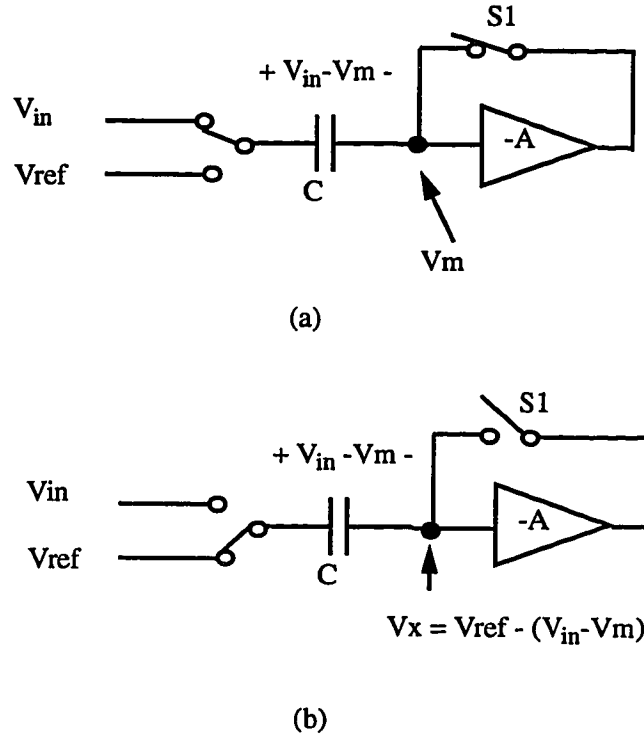 S1
+ Vin-Vm -
Vin
-A
Vref
C
Vm
(a)
S1
+ Vin -Vm -
Vin
-A
Vref
C
Vx = Vref - (Vin-Vm)
(b)